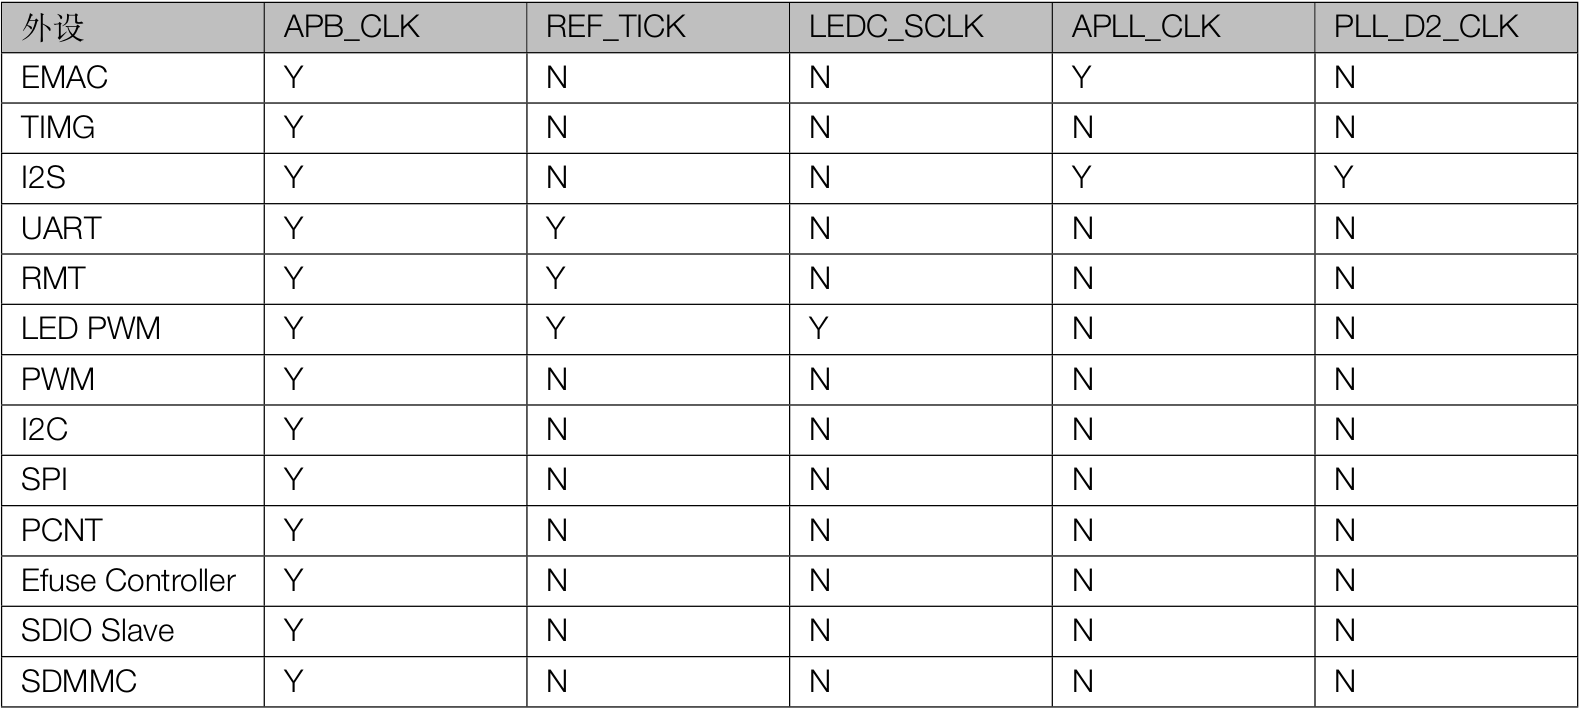 外设 APB_CLK REF_TICK LEDC_SCLK APLL_CLK PLL_D2_CLK
EMAC Y N N Y N
TIMG Y N N N N
I2S Y N N Y Y
UART Y Y N N N
RMT Y Y N N N
LED PWM Y Y Y N N
PWM Y N N N N
I2C Y N N N N
SPI Y N N N N
PCNT Y N N N N
Efuse Controller Y N N N N
SDIO Slave Y N N N N
SDMMC Y N N N N